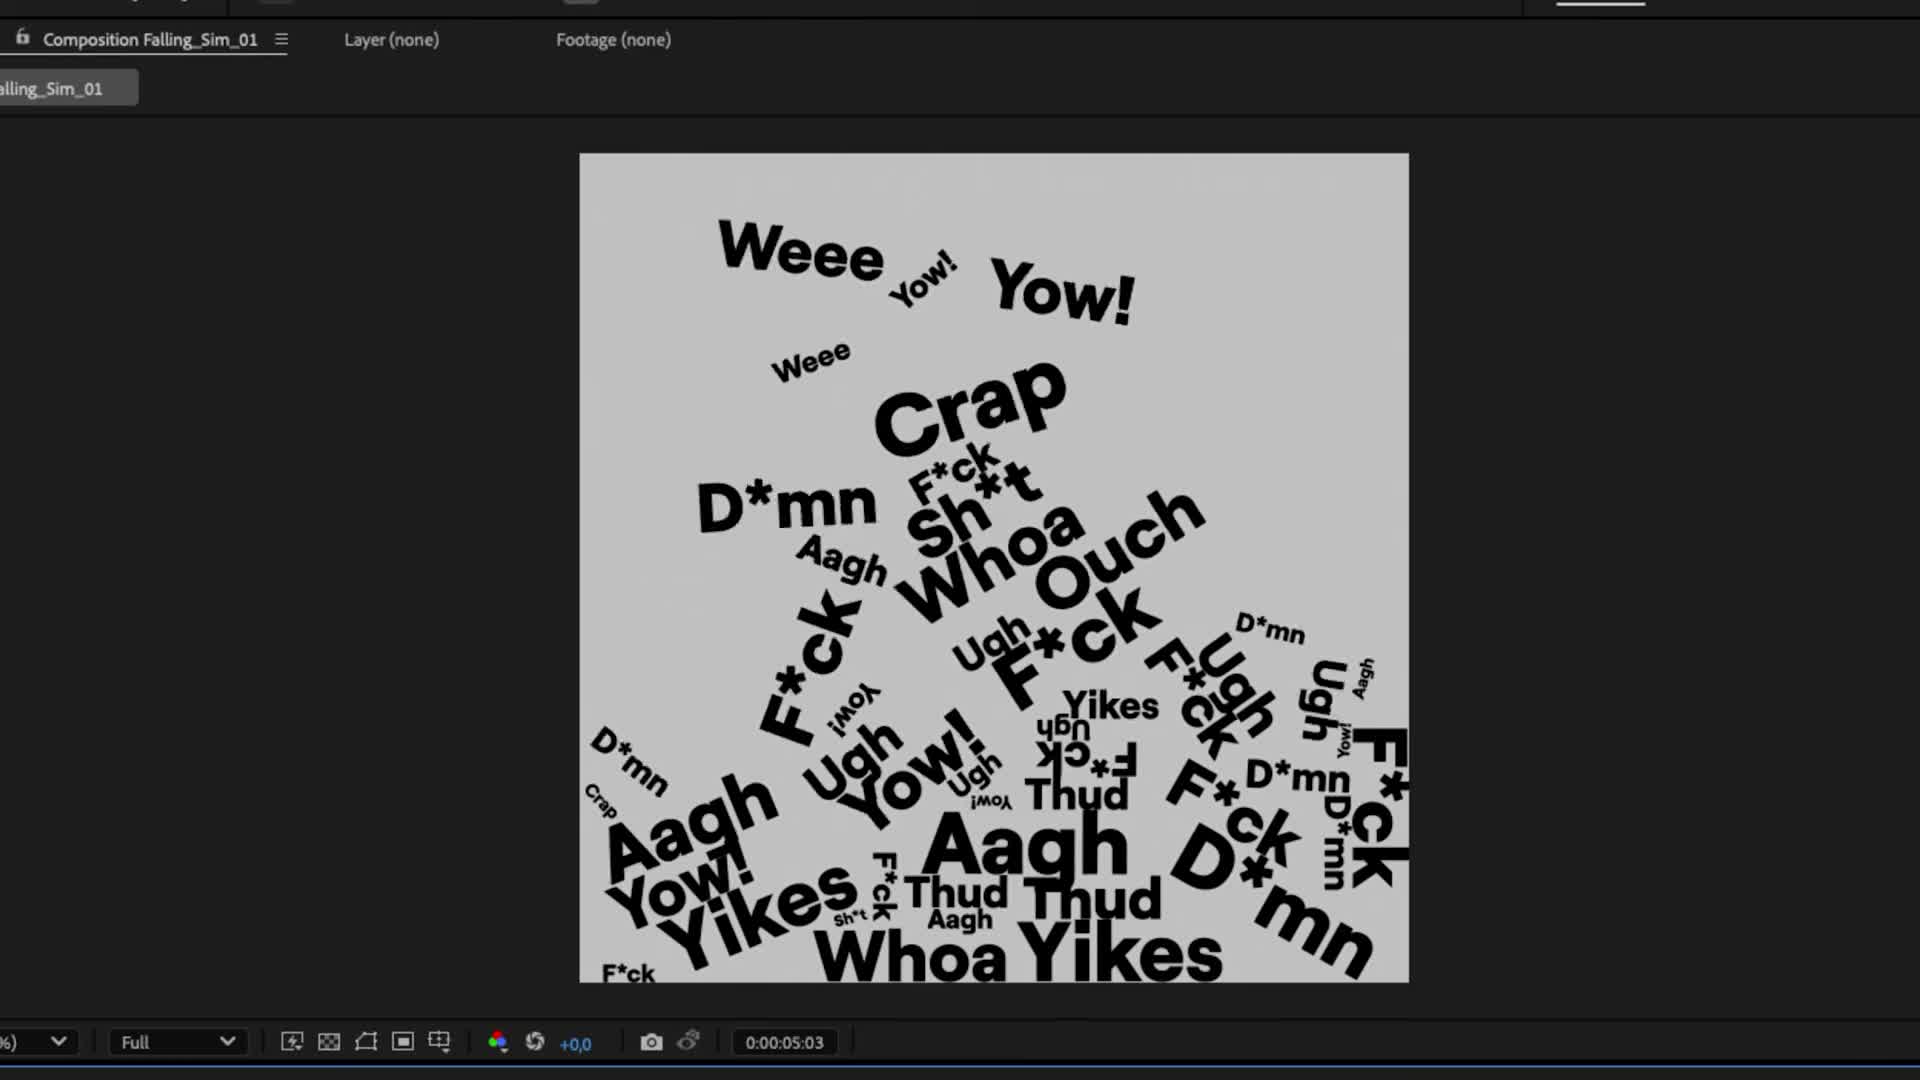 Composition Falling_Sim_01
Layer (none)
Footage (none)
alling_Sim_01
Weee
Yow!
Yow!
Weee
Crap
F*ck
D*mn
Sh*t
Whoa
Ouch
Aagh
F*ck
Ugh
F*ck
D*mn
F*ck
Ugh
Ugh
Aagh
Yow!
Yikes
Ugh
Yow!
F*ck
D*mn
Ugh
Yow!
Ugh
F*ck
D*mn
F*ck
Crap
Yow!
Thud
F*ck
D*mn
Aagh
Aagh
D*mn
Yow!
Yikes
Sh*t
F*ck
Thud
Thud
Aagh
Whoa
Yikes
F*ck
%)
Full
+0,0
0:00:05:03